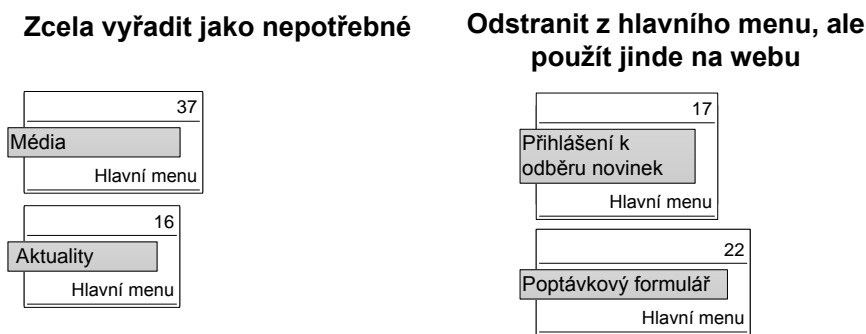 Zcela vyřadit jako nepotřebné
37
Média
Hlavní menu
16
Aktuality
Hlavní menu
Odstranit z hlavního menu, ale
použít jinde na webu
17
Přihlášení k
odběru novinek
Hlavní menu
22
Poptávkový formulář
Hlavní menu